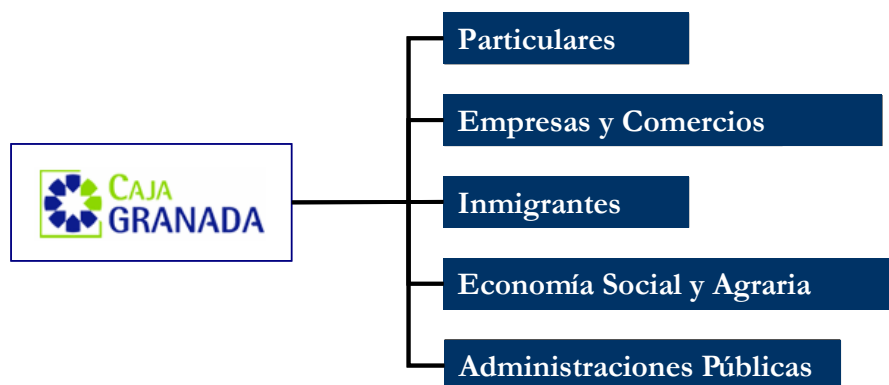 CAJA
GRANADA
Particulares
Empresas y Comercios
Inmigrantes
Economía Social y Agraria
Administraciones Públicas